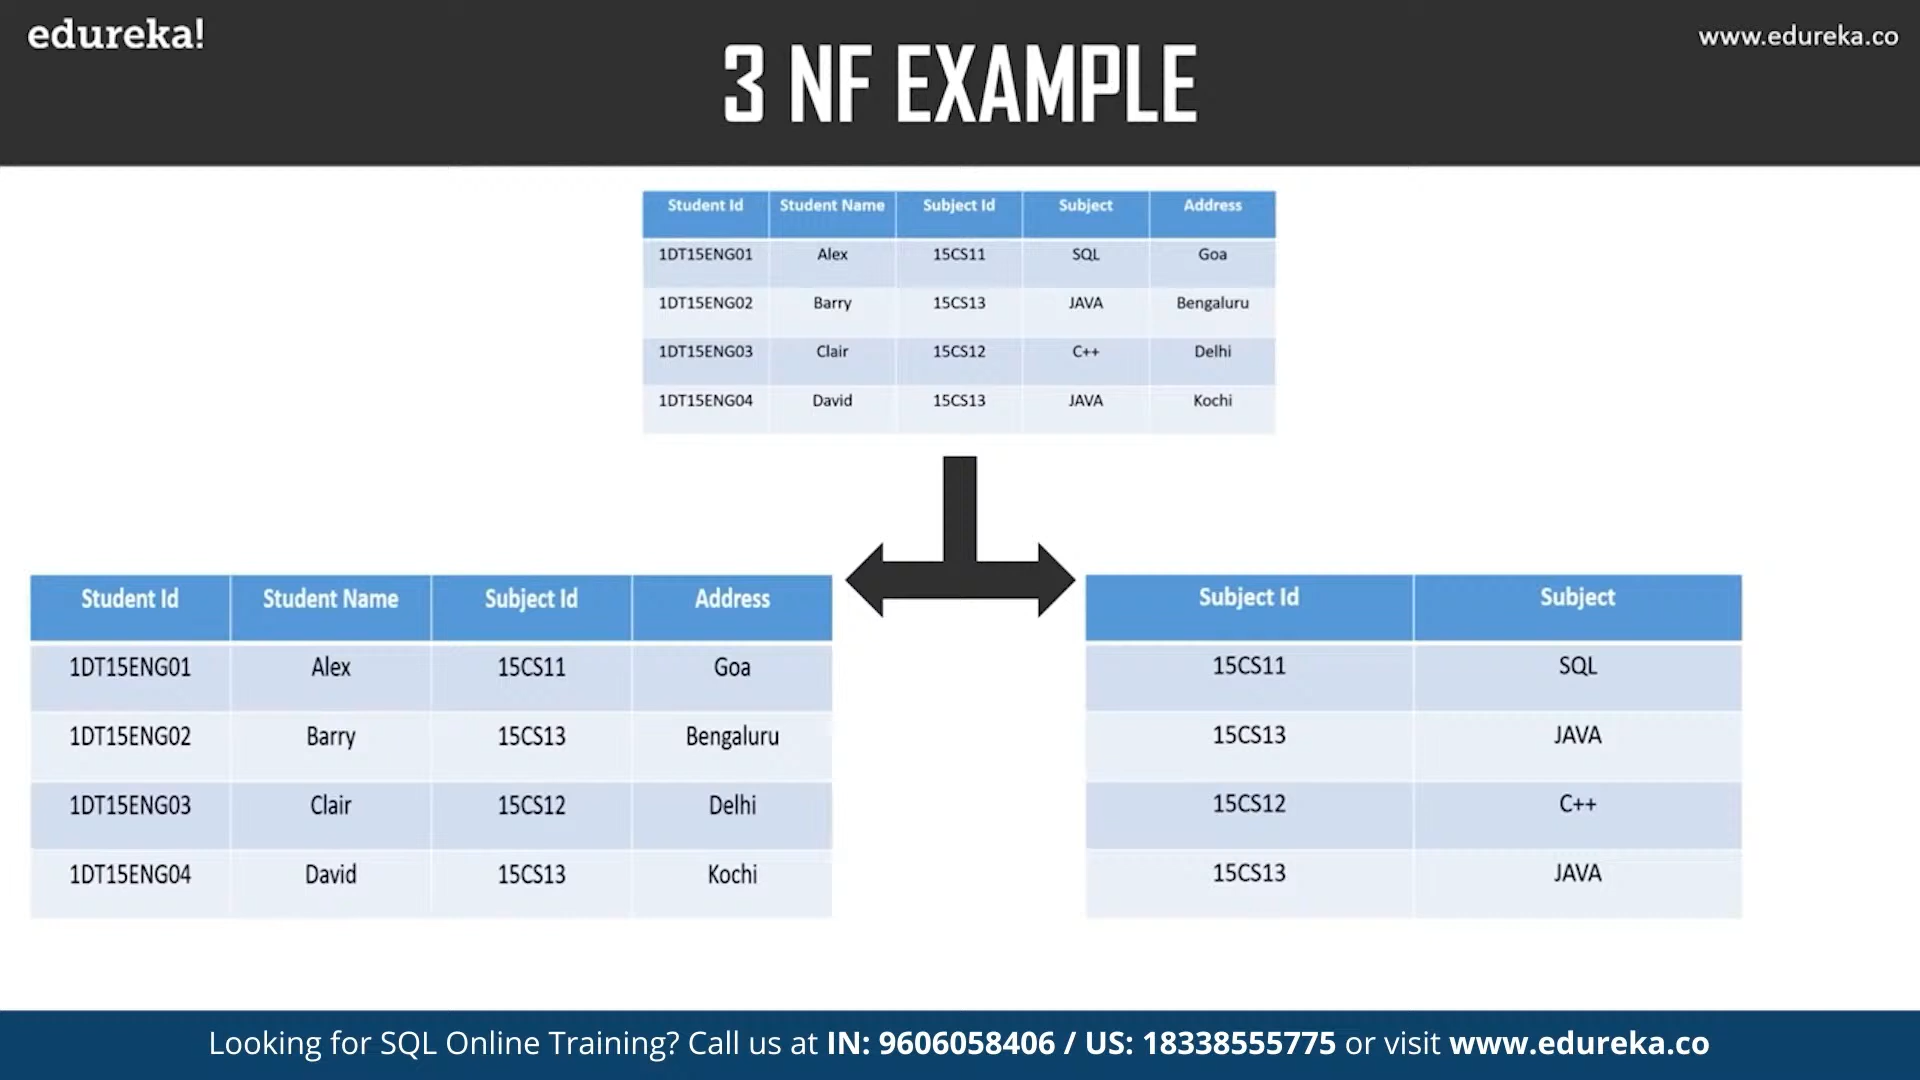 edureka!
www.edureka.co
3 NF EXAMPLE
Student Id Student Name Subject Id Subject Address
1DT15ENG01 Alex 15CS11 SQL Goa
1DT15ENG02 Barry 15CS13 JAVA Bengaluru
1DT15ENG03 Clair 15CS12 C++ Delhi
1DT15ENG04 David 15CS13 JAVA Kochi
Student Id Student Name Subject Id Address
1DT15ENG01 Alex 15CS11 Goa
1DT15ENG02 Barry 15CS13 Bengaluru
1DT15ENG03 Clair 15CS12 Delhi
1DT15ENG04 David 15CS13 Kochi
Subject Id Subject
15CS11 SQL
15CS13 JAVA
15CS12 C++
15CS13 JAVA
Looking for SQL Online Training? Call us at IN: 9606058406 / US: 18338555775 or visit www.edureka.co